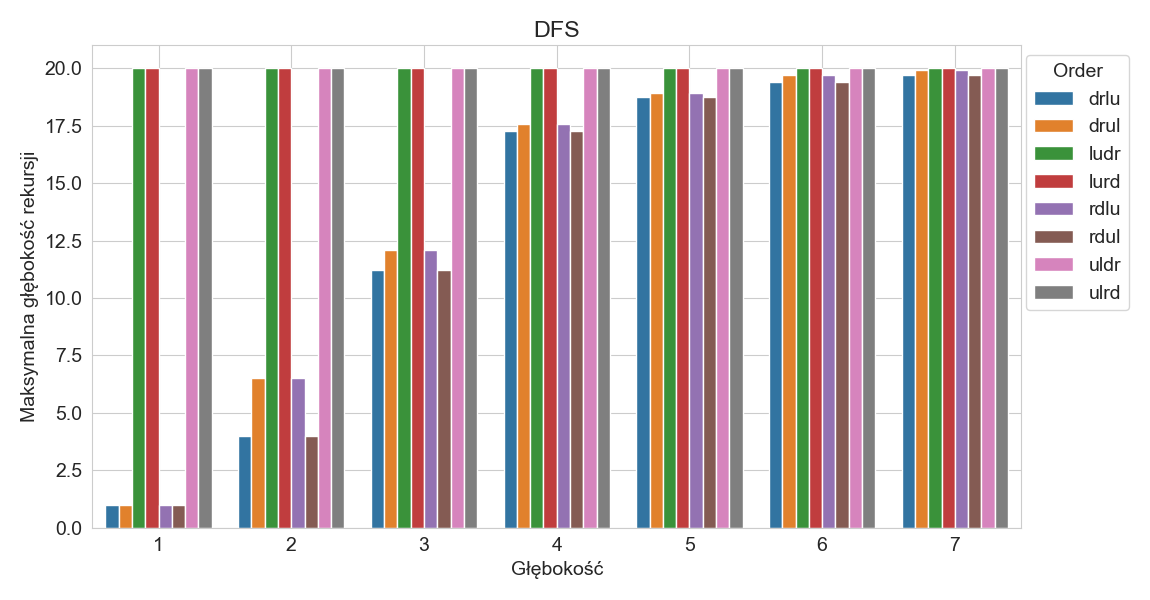 DFS
Maksymalna głębokość rekursji
20.0
17.5
15.0
12.5
10.0
7.5
5.0
2.5
0.0
1 2 3 4 5 6 7
Głębokość
Order
drlu
drul
ludr
lurd
rdlu
rdul
uldr
ulrd